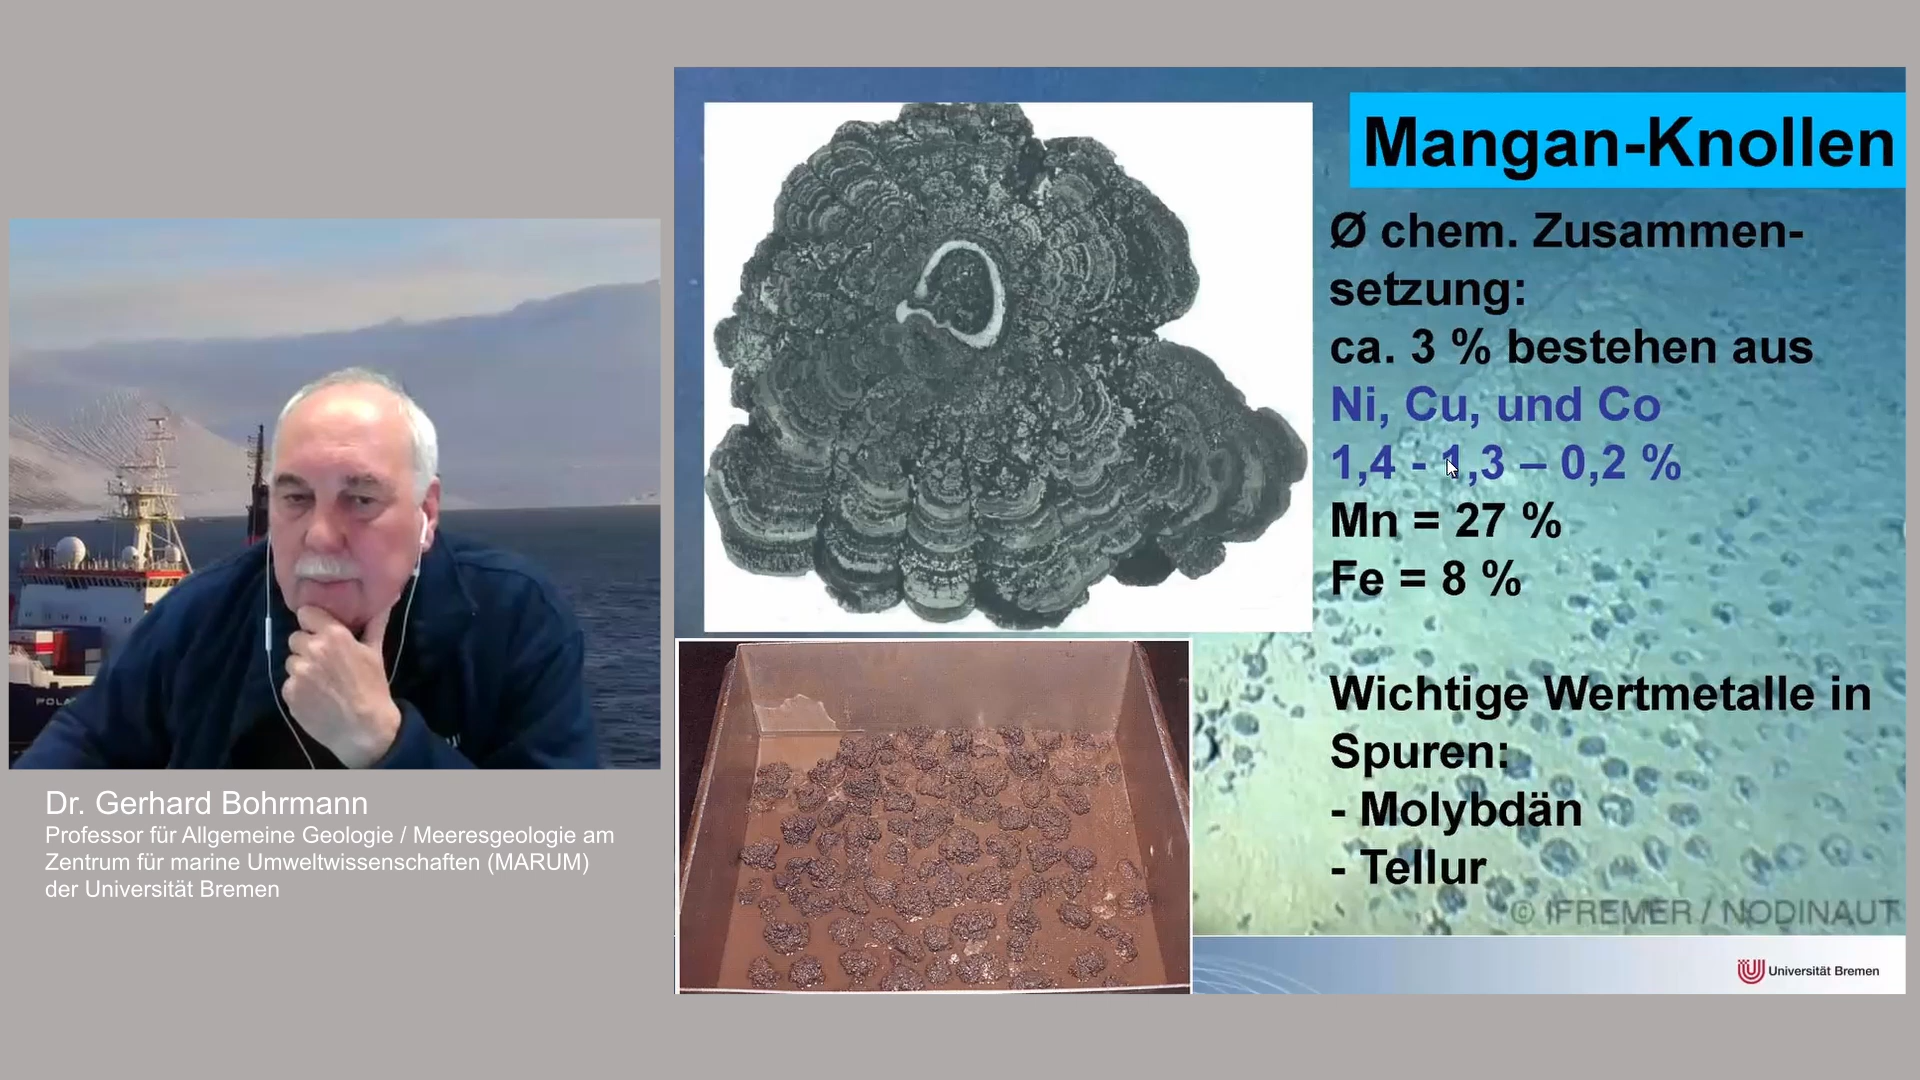 Mangan-Knollen
Ø chem. Zusammen-
setzung:
ca. 3 % bestehen aus
Ni, Cu, und Co
1,4 - 1,3 – 0,2 %
Mn = 27 %
Fe = 8 %
Wichtige Wertmetalle in
Spuren:
- Molybdän
- Tellur
© IFREMER / NODINAUT
Universität Bremen
POLA
Dr. Gerhard Bohrmann
Professor für Allgemeine Geologie / Meeresgeologie am
Zentrum für marine Umweltwissenschaften (MARUM)
der Universität Bremen